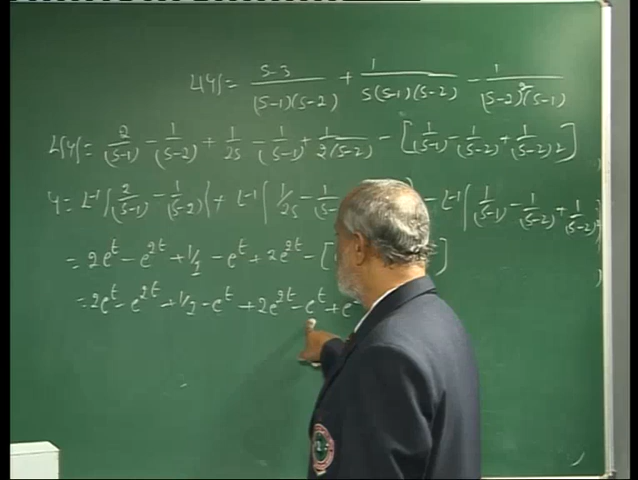 L{y} = s-3/(s-1)(s-2) + 1/s(s-1)(s-2) - 1/(s-2)²(s-1)
L{y} = 2/(s-1) - 1/(s-2) + 1/2s - 1/(s-1) + 1/2(s-2) - [1/(s-1) - 1/(s-2) + 1/(s-2)2]
y = L⁻¹{2/(s-1) - 1/(s-2)} + L⁻¹{1/2s - 1/(s- - L⁻¹{1/(s-1) - 1/(s-2) + 1/(s-2)2
= 2eᵗ - e²ᵗ + 1/2 - eᵗ + 2e²ᵗ - [ ]
= 2eᵗ - e²ᵗ + 1/2 - eᵗ + 2e²ᵗ - eᵗ + e